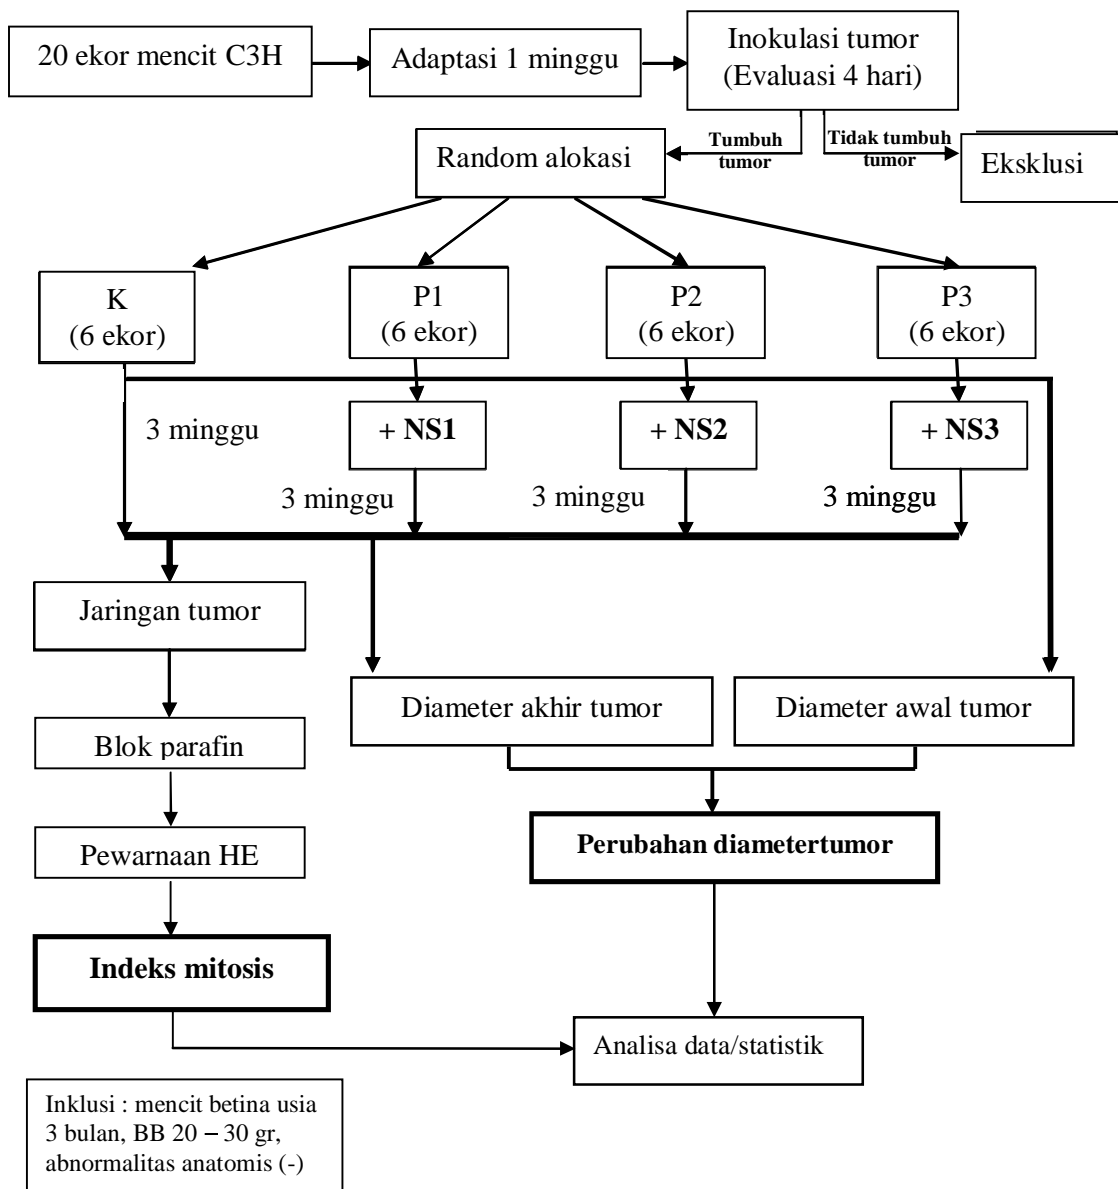 20 ekor mencit C3H
Adaptasi 1 minggu
Inokulasi tumor
(Evaluasi 4 hari)
Random alokasi
Tumbuh
tumor
Tidak tumbuh
tumor
Eksklusi
K
(6 ekor)
P1
(6 ekor)
P2
(6 ekor)
P3
(6 ekor)
3 minggu
+ NS1
+ NS2
+ NS3
3 minggu
3 minggu
3 minggu
Jaringan tumor
Diameter akhir tumor
Diameter awal tumor
Blok parafin
Pewarnaan HE
Perubahan diametertumor
Indeks mitosis
Analisa data/statistik
Inklusi : mencit betina usia
3 bulan, BB 20 – 30 gr,
abnormalitas anatomis (-)